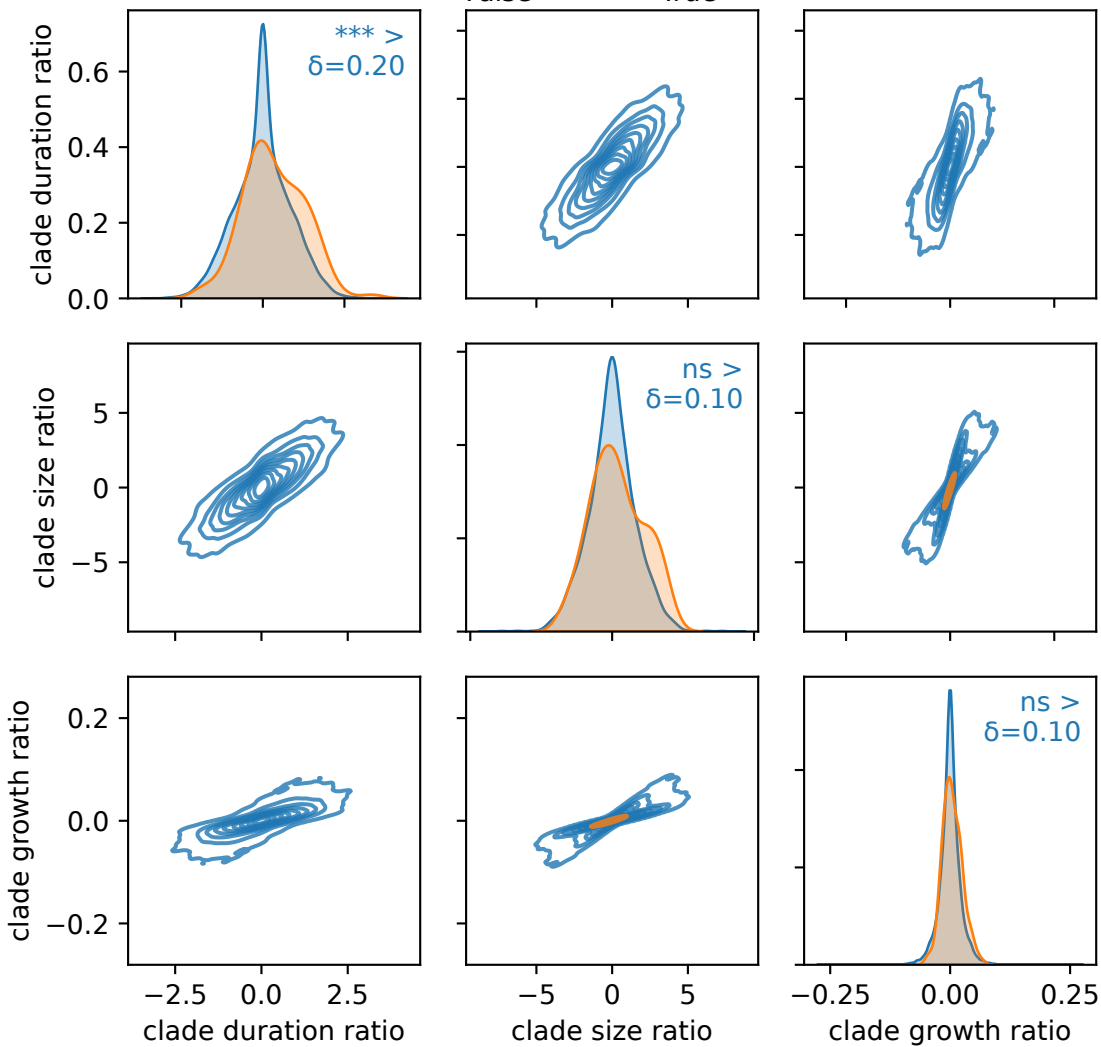 clade duration ratio
0.6
0.4
0.2
0.0
*** >
δ=0.20
clade size ratio
5
0
−5
ns >
δ=0.10
clade growth ratio
0.2
0.0
−0.2
ns >
δ=0.10
−2.5 0.0 2.5
−5 0 5
−0.25 0.00 0.25
clade duration ratio
clade size ratio
clade growth ratio